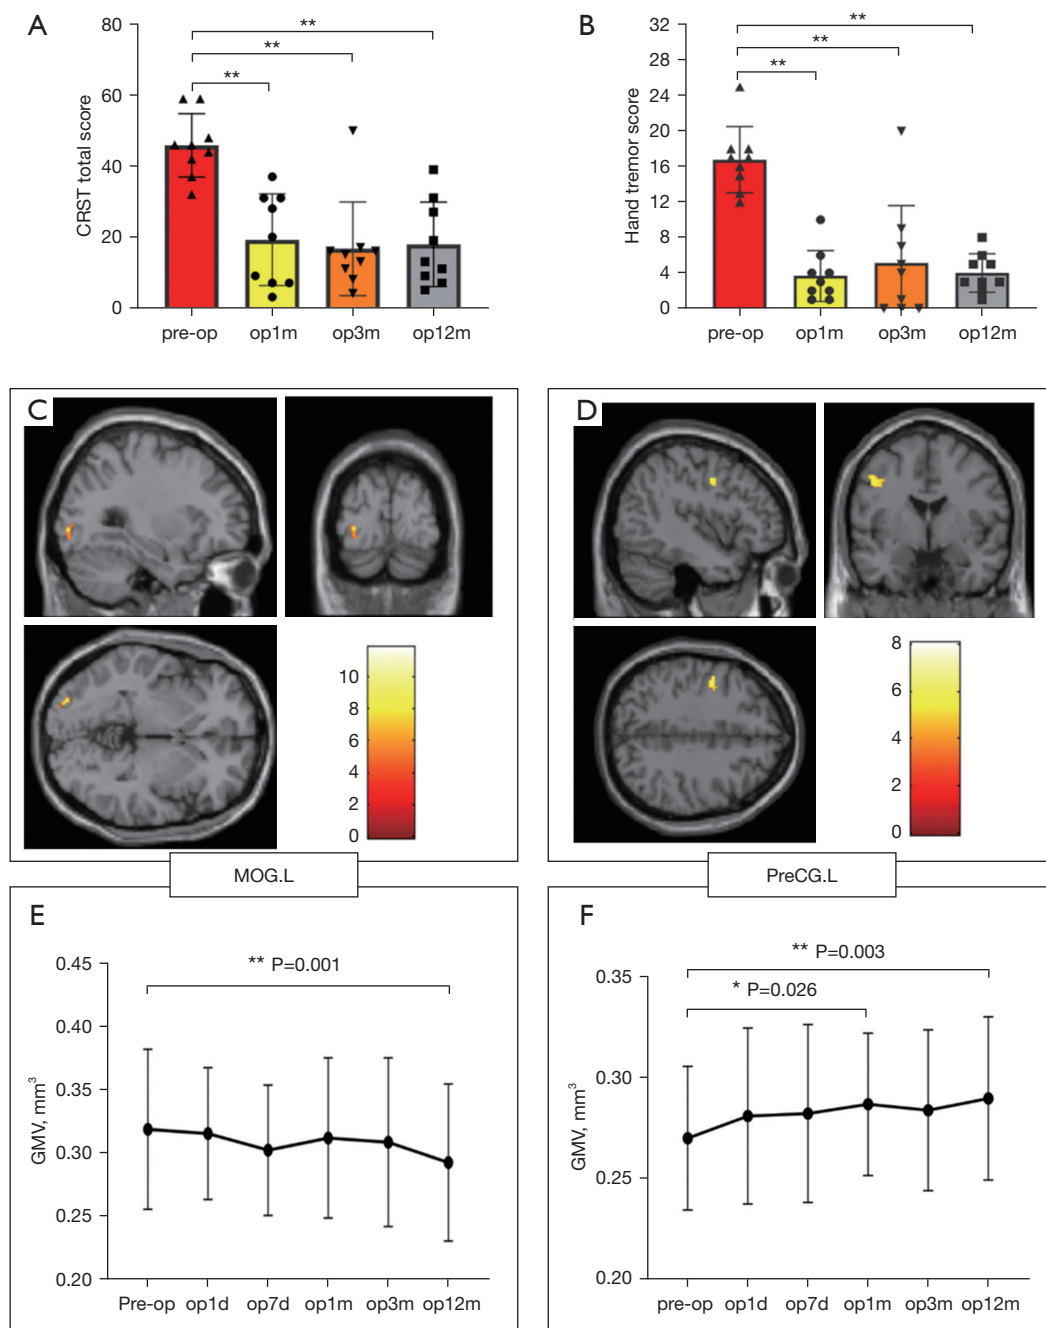 A
CRST total score
80
60
40
20
0
**
**
**
pre-op op1m op3m op12m
B
Hand tremor score
32
28
24
20
16
12
8
4
0
**
**
**
pre-op op1m op3m op12m
C
10
8
6
4
2
0
MOG.L
D
8
6
4
2
0
PreCG.L
E
GMV, mm³
0.45
0.40
0.35
0.30
0.25
0.20
** P=0.001
Pre-op op1d op7d op1m op3m op12m
F
GMV, mm³
0.35
0.30
0.25
0.20
** P=0.003
* P=0.026
pre-op op1d op7d op1m op3m op12m